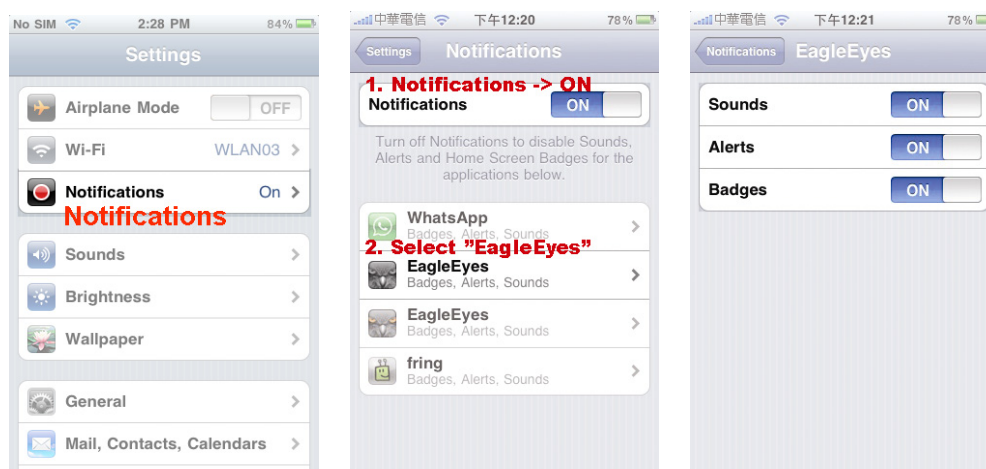 No SIM 2:28 PM 84%
Settings
Airplane Mode OFF
Wi-Fi WLAN03
Notifications On
Notifications
Sounds
Brightness
Wallpaper
General
Mail, Contacts, Calendars
中華電信 下午12:20 78%
Settings Notifications
1. Notifications -> ON
Notifications ON
Turn off Notifications to disable Sounds,
Alerts and Home Screen Badges for the
applications below.
WhatsApp
Badges, Alerts, Sounds
2. Select ”EagleEyes”
EagleEyes
Badges, Alerts, Sounds
EagleEyes
Badges, Alerts, Sounds
fring
Badges, Alerts, Sounds
中華電信 下午12:21 78%
Notifications EagleEyes
Sounds ON
Alerts ON
Badges ON